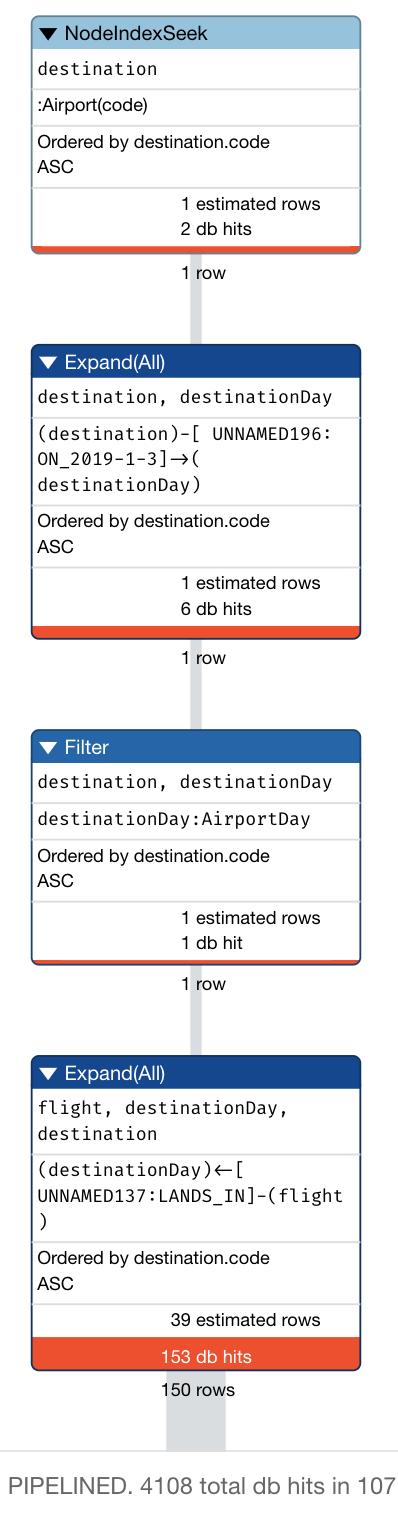 NodeIndexSeek
destination
:Airport(code)
Ordered by destination.code
ASC
1 estimated rows
2 db hits
1 row
Expand(All)
destination, destinationDay
(destination)-[ UNNAMED196:
ON_2019-1-3]→(
destinationDay)
Ordered by destination.code
ASC
1 estimated rows
6 db hits
1 row
Filter
destination, destinationDay
destinationDay:AirportDay
Ordered by destination.code
ASC
1 estimated rows
1 db hit
1 row
Expand(All)
flight, destinationDay,
destination
(destinationDay)←[
UNNAMED137:LANDS_IN]-(flight
)
Ordered by destination.code
ASC
39 estimated rows
153 db hits
150 rows
PIPELINED. 4108 total db hits in 107